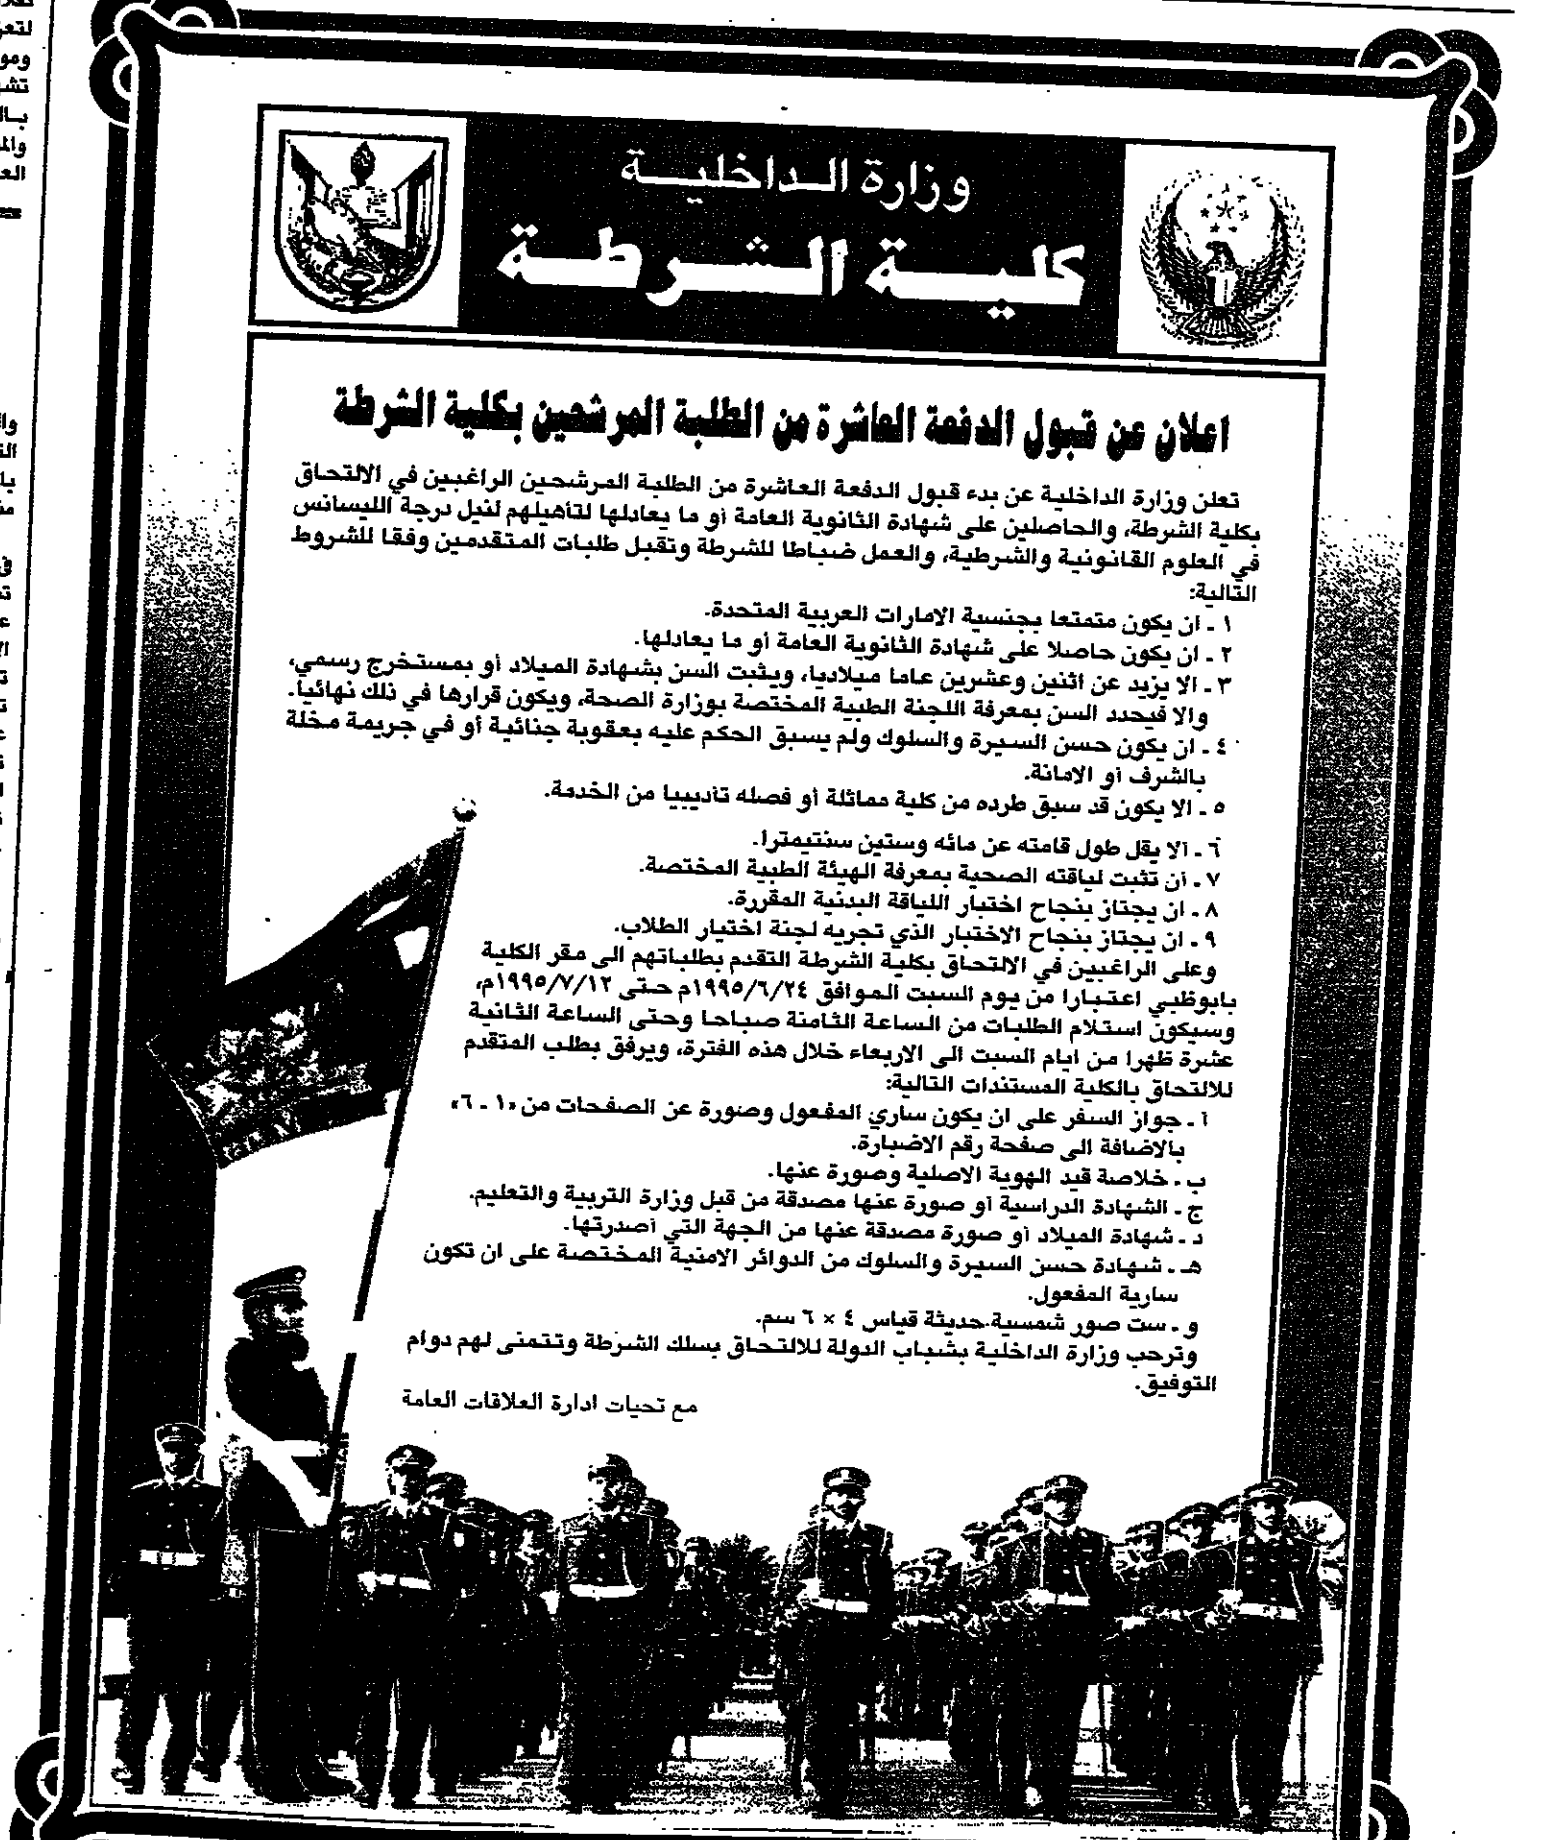 وزارة الداخلية
كلية الشرطة
اعلان عن قبول الدفعة العاشرة من الطلبة المرشحين بكلية الشرطة
تعلن وزارة الداخلية عن بدء قبول الدفعة العاشرة من الطلبة المرشحين الراغبين في الالتحاق
بكلية الشرطة، والحاصلين على شهادة الثانوية العامة أو ما يعادلها لتأهيلهم لنيل درجة الليسانس
في العلوم القانونية والشرطية، والعمل ضباطا للشرطة وتقبل طلبات المتقدمين وفقا للشروط
التالية:
١ ـ ان يكون متمتعا بجنسية الامارات العربية المتحدة.
٢ ـ ان يكون حاصلا على شهادة الثانوية العامة أو ما يعادلها.
٣ ـ الا يزيد عن اثنين وعشرين عاما ميلاديا، ويثبت السن بشهادة الميلاد أو بمستخرج رسمي،
والا فيحدد السن بمعرفة اللجنة الطبية المختصة بوزارة الصحة، ويكون قرارها في ذلك نهائيا.
٤ ـ ان يكون حسن السيرة والسلوك ولم يسبق الحكم عليه بعقوبة جنائية أو في جريمة مخلة
بالشرف أو الامانة.
٥ ـ الا يكون قد سبق طرده من كلية مماثلة أو فصله تأديبيا من الخدمة.
٦ ـ ألا يقل طول قامته عن مائه وستين سنتيمترا.
٧ ـ أن تثبت لياقته الصحية بمعرفة الهيئة الطبية المختصة.
٨ ـ ان يجتاز بنجاح اختبار اللياقة البدنية المقررة.
٩ ـ ان يجتاز بنجاح الاختبار الذي تجريه لجنة اختيار الطلاب.
وعلى الراغبين في الالتحاق بكلية الشرطة التقدم بطلباتهم الى مقر الكلية
بابوظبي اعتبارا من يوم السبت الموافق ١٩٩٥/٦/٢٤م حتى ١٩٩٥/٧/١٢م،
وسيكون استلام الطلبات من الساعة الثامنة صباحا وحتى الساعة الثانية
عشرة ظهرا من ايام السبت الى الاربعاء خلال هذه الفترة، ويرفق بطلب المتقدم
للالتحاق بالكلية المستندات التالية:
أ ـ جواز السفر على ان يكون ساري المفعول وصورة عن الصفحات من «١ ـ ٦»
بالاضافة الى صفحة رقم الاضبارة.
ب ـ خلاصة قيد الهوية الاصلية وصورة عنها.
ج ـ الشهادة الدراسية أو صورة عنها مصدقة من قبل وزارة التربية والتعليم.
د ـ شهادة الميلاد أو صورة مصدقة عنها من الجهة التي أصدرتها.
هـ ـ شهادة حسن السيرة والسلوك من الدوائر الامنية المختصة على ان تكون
سارية المفعول.
و ـ ست صور شمسية حديثة قياس ٤ × ٦ سم.
وترحب وزارة الداخلية بشباب الدولة للالتحاق بسلك الشرطة وتتمنى لهم دوام
التوفيق.
مع تحيات ادارة العلاقات العامة